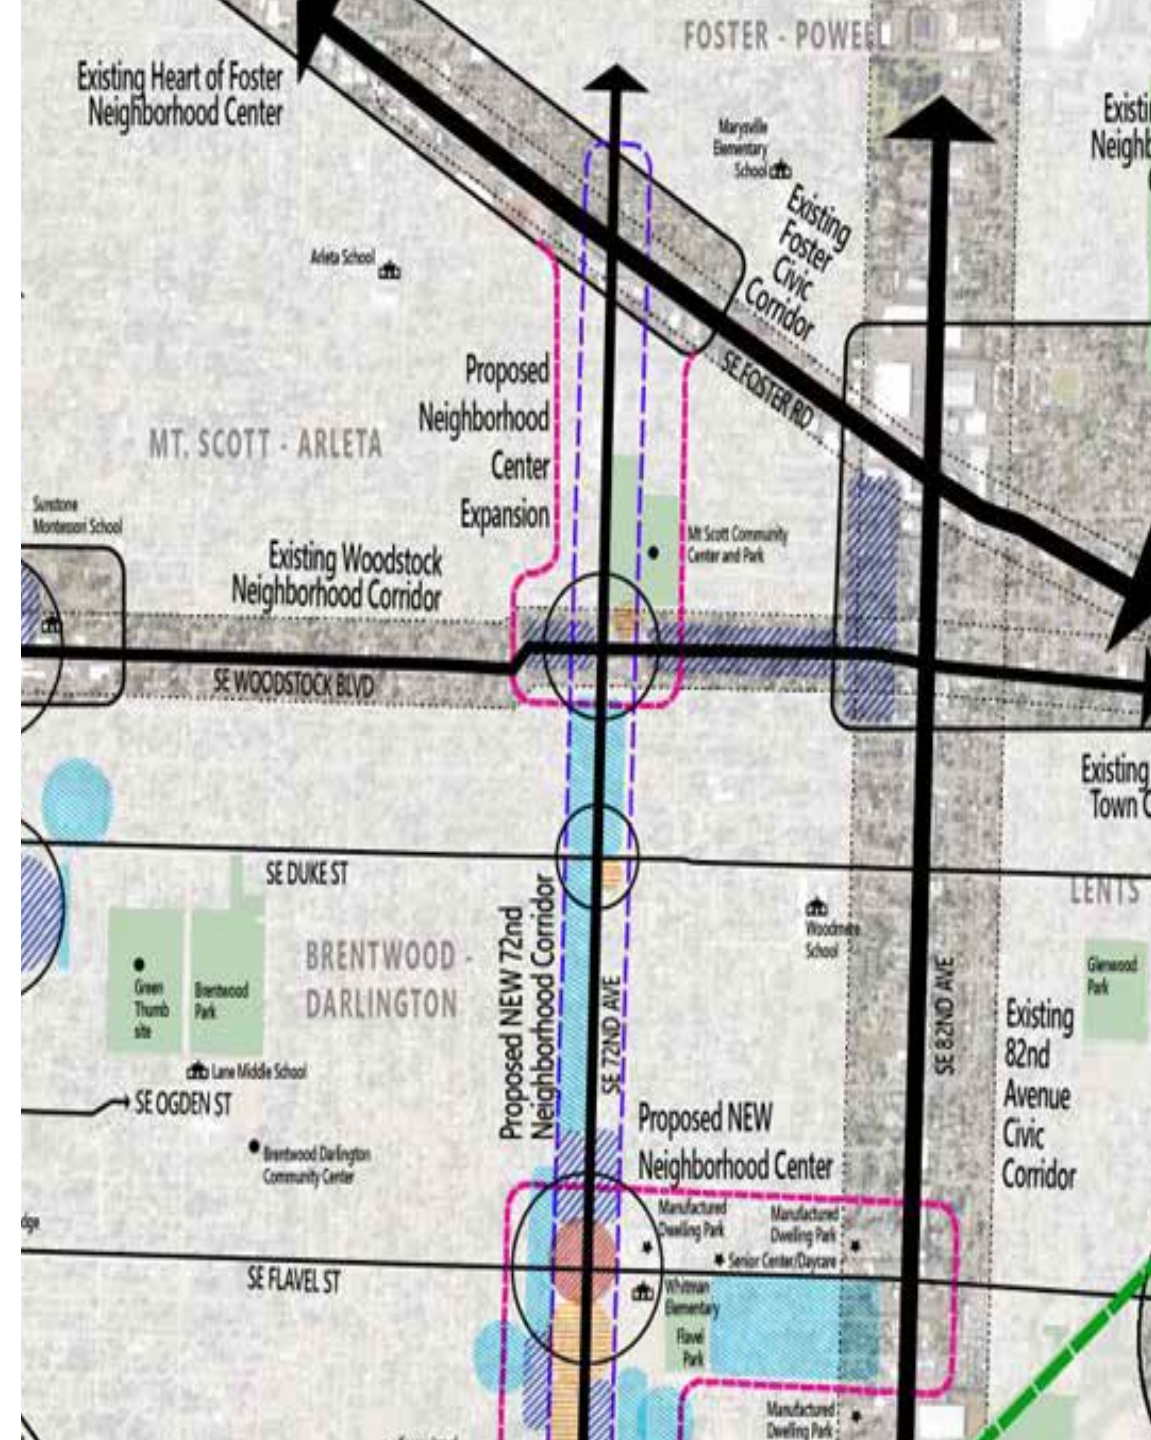 FOSTER - POWELL
Existing Heart of Foster
Neighborhood Center
Marysville
Elementary
School
Existing
Foster
Civic
Corridor
Arleta School
SE FOSTER RD
Proposed
Neighborhood
Center
Expansion
MT. SCOTT - ARLETA
Sunstone
Montessori School
Mt Scott Community
Center and Park
Existing Woodstock
Neighborhood Corridor
SE WOODSTOCK BLVD
Existing
Town C
SE DUKE ST
LENTS
Woodmere
School
BRENTWOOD -
DARLINGTON
Green
Thumb
site
Brentwood
Park
Proposed NEW 72nd
Neighborhood Corridor
SE 72ND AVE
SE 82ND AVE
Glenwood
Park
Existing
82nd
Avenue
Civic
Corridor
Lane Middle School
SE OGDEN ST
Brentwood Darlington
Community Center
Proposed NEW
Neighborhood Center
Manufactured
Dwelling Park
Manufactured
Dwelling Park
Senior Center/Daycare
dge
SE FLAVEL ST
Whitman
Elementary
Flavel
Park
Manufactured
Dwelling Park